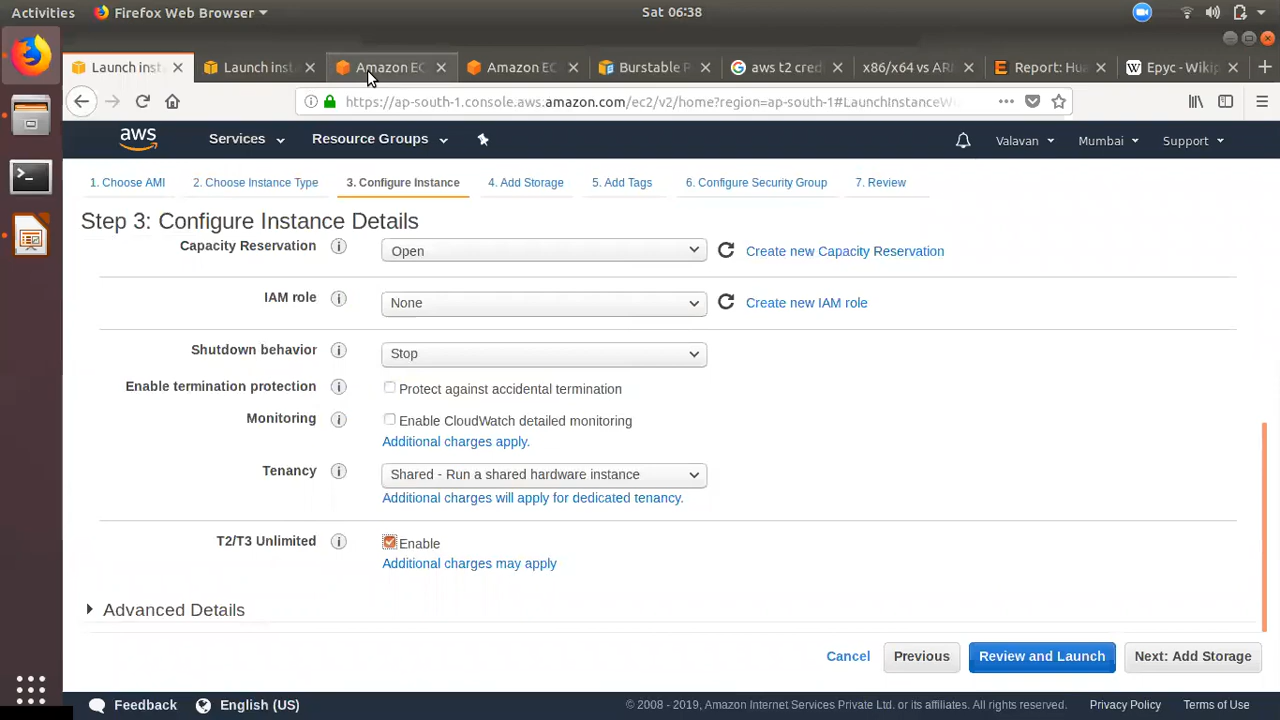 Activities Firefox Web Browser Sat 06:38
Launch inst Launch inst Amazon EC Amazon EC Burstable aws t2 cred x86/x64 vs AR Report: Hua Epyc - Wikip
https://ap-south-1.console.aws.amazon.com/ec2/v2/home?region=ap-south-1#LaunchInstanceW
aws Services Resource Groups Valavan Mumbai Support
1. Choose AMI 2. Choose Instance Type 3. Configure Instance 4. Add Storage 5. Add Tags 6. Configure Security Group 7. Review
Step 3: Configure Instance Details
Capacity Reservation Open Create new Capacity Reservation
IAM role None Create new IAM role
Shutdown behavior Stop
Enable termination protection Protect against accidental termination
Monitoring Enable CloudWatch detailed monitoring
Additional charges apply.
Tenancy Shared - Run a shared hardware instance
Additional charges will apply for dedicated tenancy.
T2/T3 Unlimited Enable
Additional charges may apply
Advanced Details
Cancel Previous Review and Launch Next: Add Storage
Feedback English (US) © 2008 - 2019, Amazon Internet Services Private Ltd. or its affiliates. All rights reserved. Privacy Policy Terms of Use